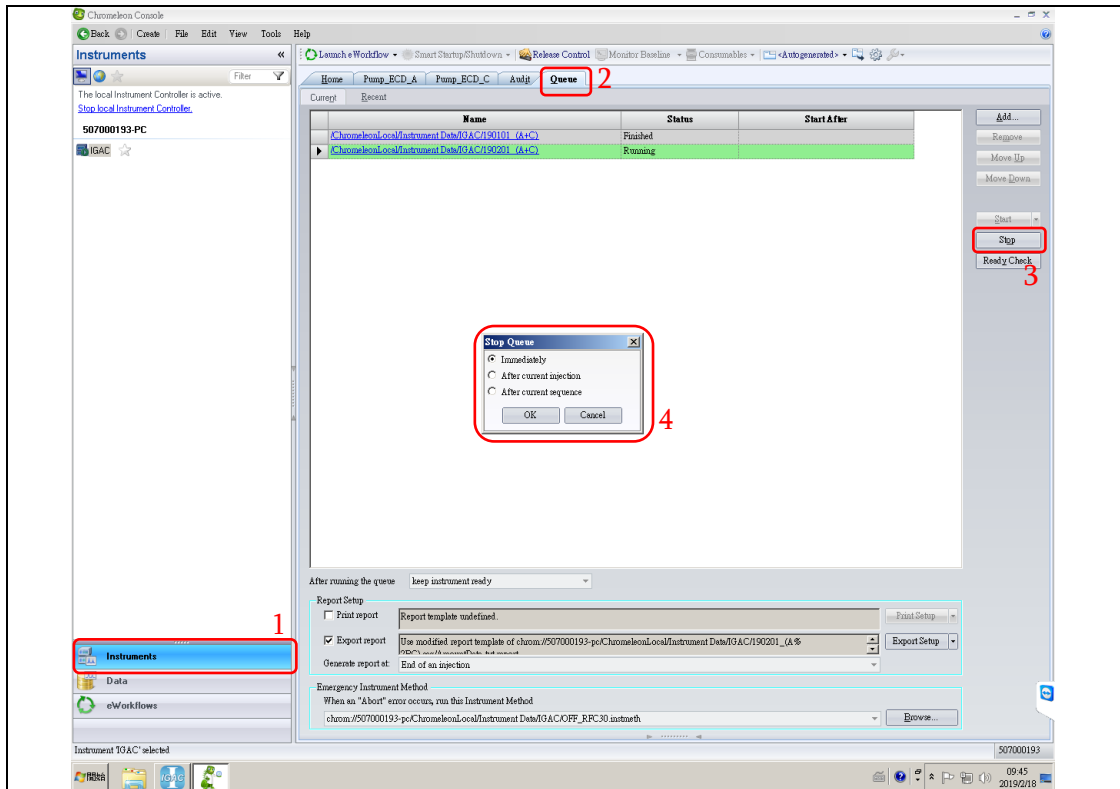 Chromeleon Console
Back Create File Edit View Tools Help
Instruments «
Launch eWorkflow Smart Startup/Shutdown Release Control Monitor Baseline Consumables <Autogenerated>
Filter
Home Pump_ECD_A Pump_ECD_C Audit Queue 2
The local Instrument Controller is active.
Stop local Instrument Controller.
Current Recent
507000193-PC
IGAC
Name Status Start After
/ChromeleonLocal/Instrument Data/IGAC/190101_(A+C) Finished
/ChromeleonLocal/Instrument Data/IGAC/190201_(A+C) Running
Add...
Remove
Move Up
Move Down
Start
Stop
Ready Check
3
Stop Queue
Immediately
After current injection
After current sequence
OK Cancel
4
After running the queue keep instrument ready
Report Setup
Print report Report template undefined. Print Setup
Export report Use modified report template of chrom://507000193-pc/ChromeleonLocal/Instrument Data/IGAC/190201_(A% Export Setup
Generate report at: End of an injection
Emergency Instrument Method
When an "Abort" error occurs, run this Instrument Method
chrom://507000193-pc/ChromeleonLocal/Instrument Data/IGAC/OFF_RFC30.instmeth Browse...
1
Instruments
Data
eWorkflows
Instrument 'IGAC' selected 507000193
開始 IGAC 09:45
2019/2/18